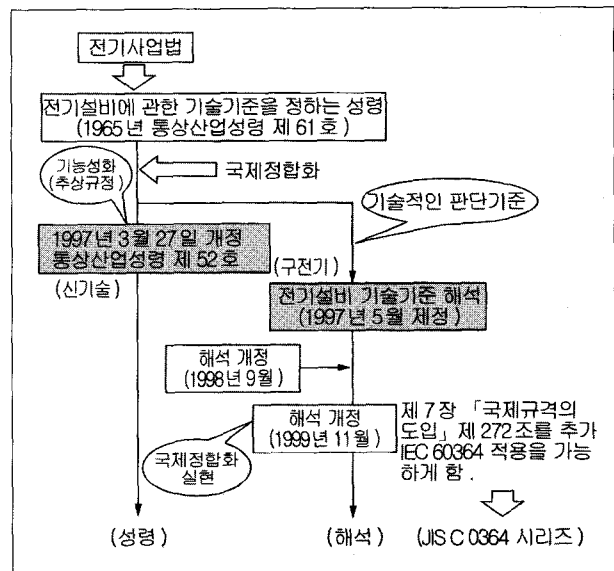 전기사업법
전기설비에 관한 기술기준을 정하는 성령
(1965년 통상산업성령 제 61호)
기능성화
(추상규정)
국제정합화
기술적인 판단기준
1997년 3월 27일 개정
통상산업성령 제 52호
(신기술)
(구전기)
전기설비 기술기준 해석
(1997년 5월 제정)
해석 개정
(1998년 9월)
해석 개정
(1999년 11월)
제 7장 「국제규격의
도입」제 272조를 추가
IEC 60364 적용을 가능
하게 함.
국제정합화
실현
(성령)
(해석)
(JIS C 0364 시리즈)